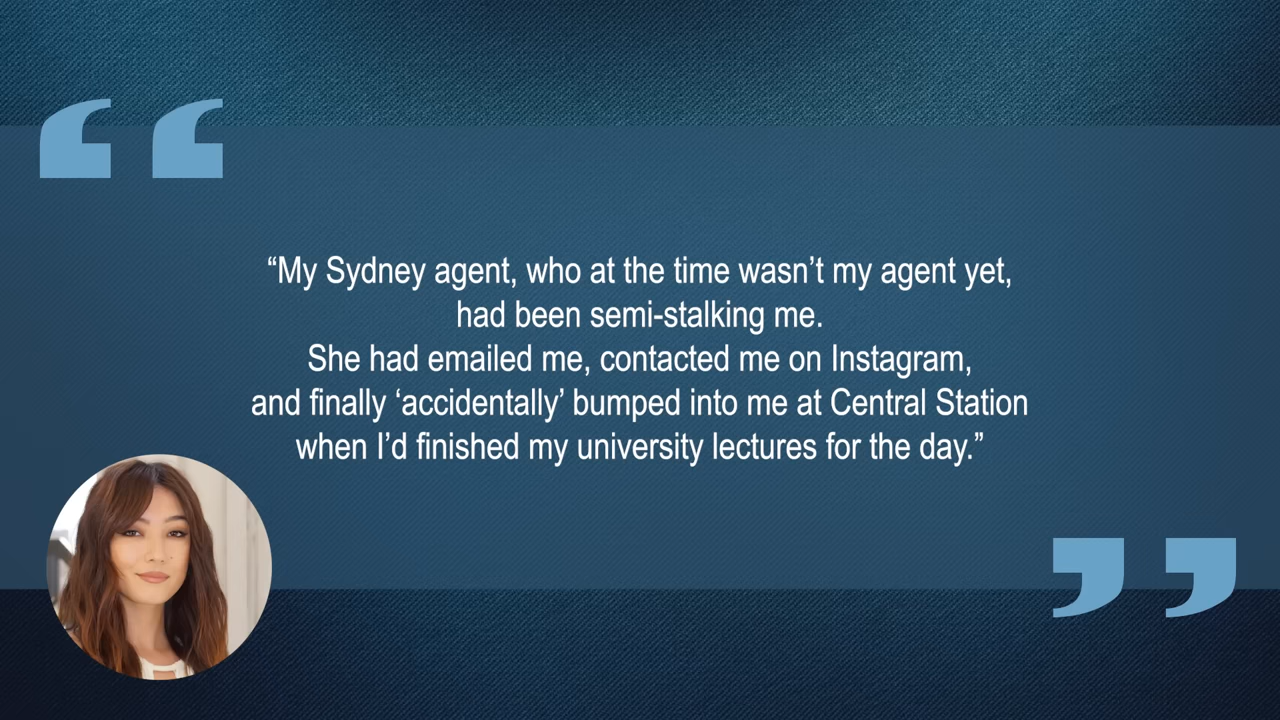 “My Sydney agent, who at the time wasn’t my agent yet,
had been semi-stalking me.
She had emailed me, contacted me on Instagram,
and finally ‘accidentally’ bumped into me at Central Station
when I’d finished my university lectures for the day.”